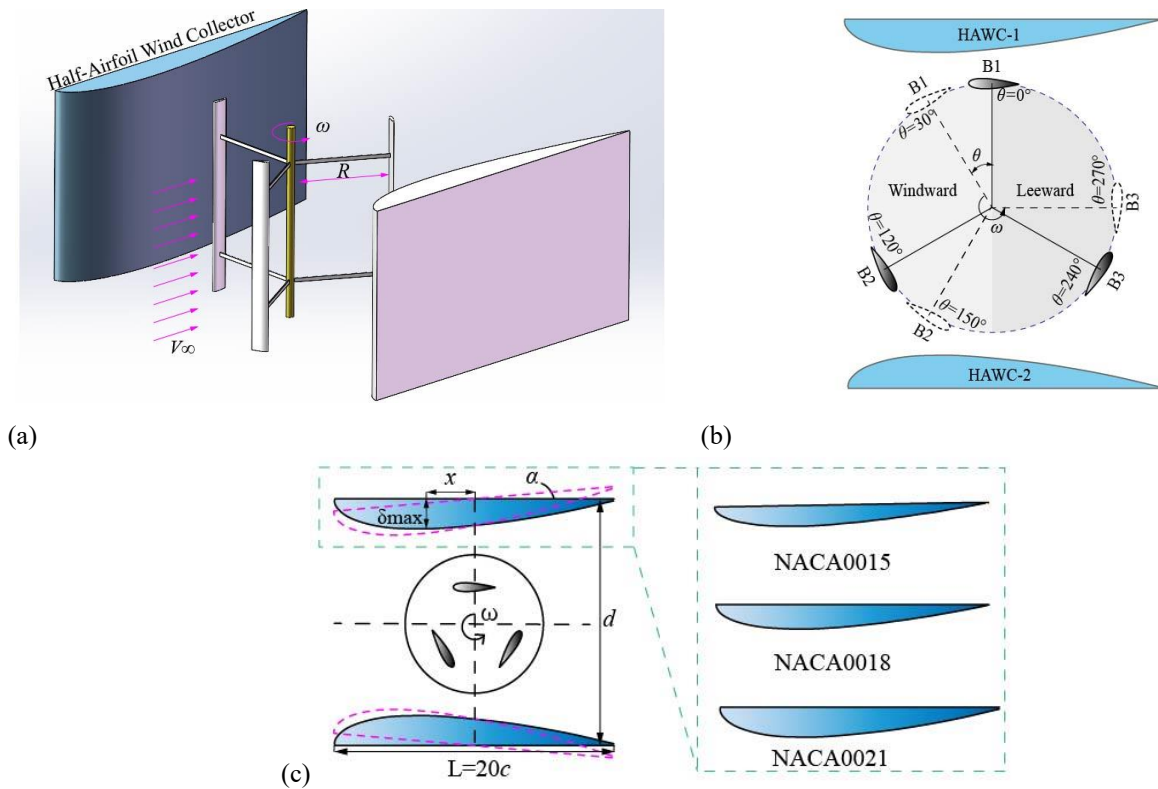 Half-Airfoil Wind Collector
ω
R
V∞
(a)
HAWC-1
B1
B1
θ=0°
θ=30°
θ
Windward
Leeward
θ=270°
B3
ω
θ=120°
B2
θ=240°
B3
θ=150°
B2
HAWC-2
(b)
x
α
δmax
ω
d
L=20c
(c)
NACA0015
NACA0018
NACA0021